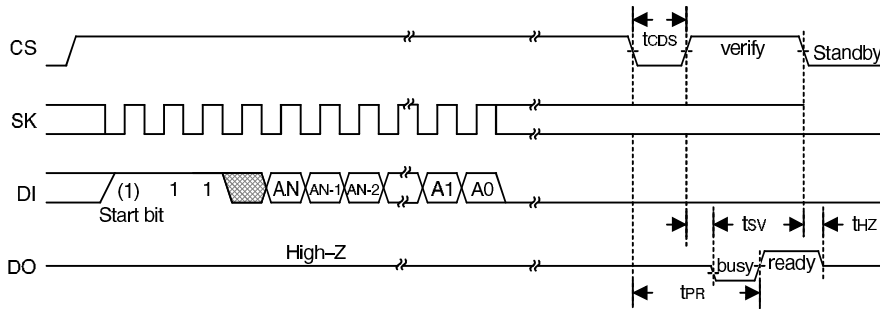 CS
tCDS
verify
Standby
SK
DI
(1) 1 1
AN AN-1 AN-2 A1 A0
Start bit
tSV
tHZ
DO
High–Z
busy
ready
tPR